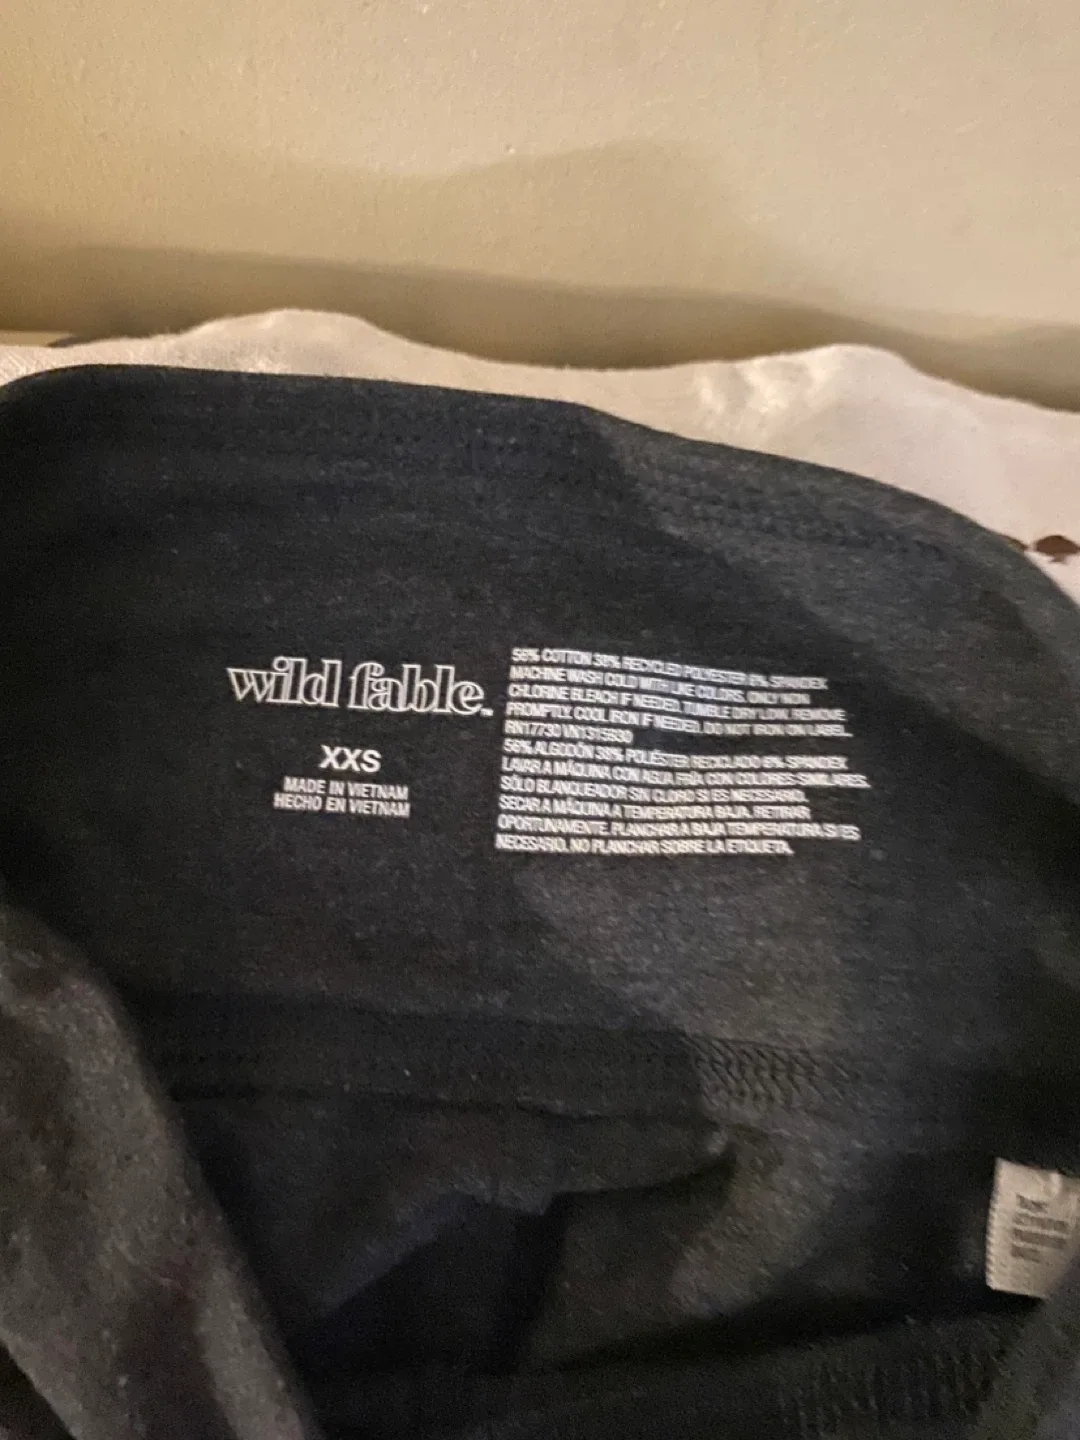 wild fable™
XXS
MADE IN VIETNAM
HECHO EN VIETNAM
56% COTTON 38% RECYCLED POLYESTER 6% SPANDEX
MACHINE WASH COLD WITH LIKE COLORS. ONLY NON
CHLORINE BLEACH IF NEEDED. TUMBLE DRY LOW. REMOVE
PROMPTLY. COOL IRON IF NEEDED. DO NOT IRON ON LABEL.
RN17730
56% ALGODÓN 38% POLIÉSTER RECICLADO 6% SPANDEX
LAVAR A MÁQUINA CON AGUA FRÍA CON COLORES SIMILARES.
SÓLO BLANQUEADOR SIN CLORO SI ES NECESARIO.
SECAR A MÁQUINA A TEMPERATURA BAJA. RETIRAR
OPORTUNAMENTE. PLANCHAR A BAJA TEMPERATURA SI ES
NECESARIO. NO PLANCHAR SOBRE LA ETIQUETA.